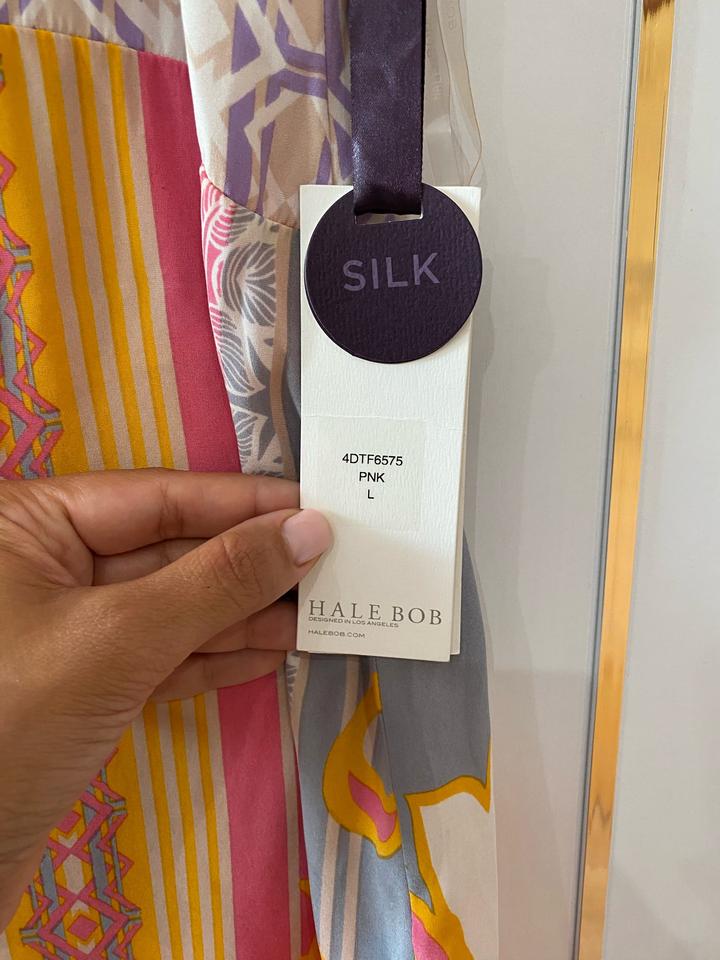 SILK
4DTF6575
PNK
L
HALE BOB
DESIGNED IN LOS ANGELES
HALEBOB.COM